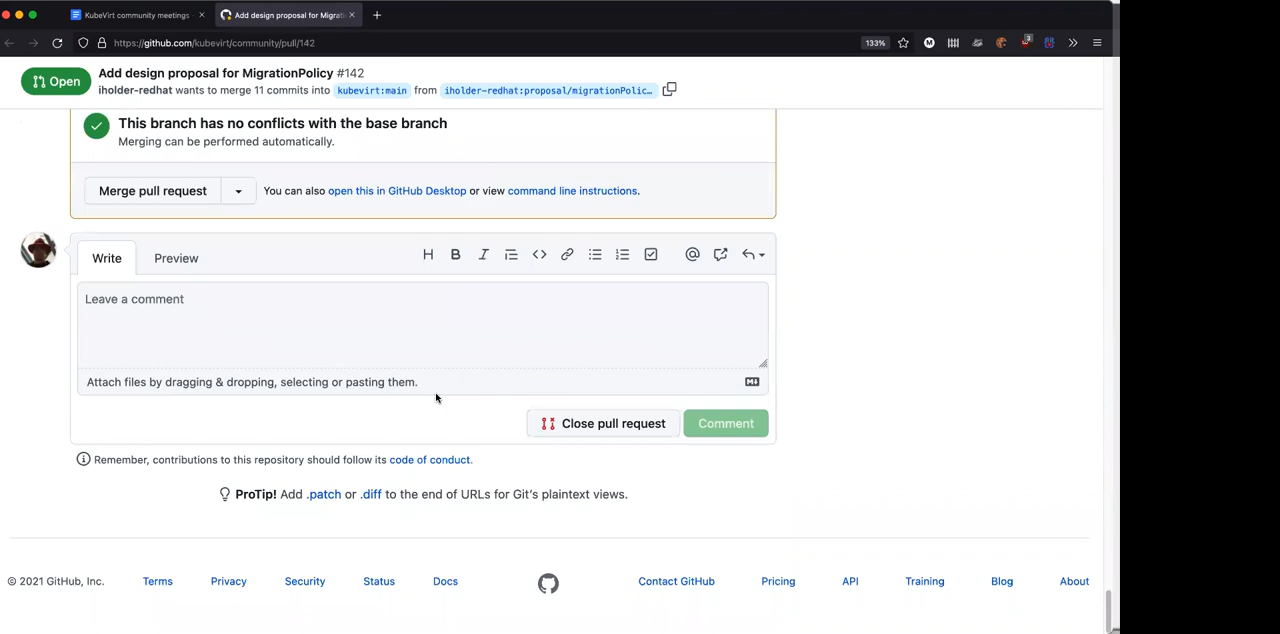 KubeVirt community meetings
Add design proposal for Migrati
https://github.com/kubevirt/community/pull/142
133%
3
Open
Add design proposal for MigrationPolicy #142
iholder-redhat wants to merge 11 commits into kubevirt:main from iholder-redhat:proposal/migrationPolic…
This branch has no conflicts with the base branch
Merging can be performed automatically.
Merge pull request
You can also open this in GitHub Desktop or view command line instructions.
Write
Preview
Leave a comment
Attach files by dragging & dropping, selecting or pasting them.
Close pull request
Comment
Remember, contributions to this repository should follow its code of conduct.
ProTip! Add .patch or .diff to the end of URLs for Git's plaintext views.
© 2021 GitHub, Inc. Terms Privacy Security Status Docs Contact GitHub Pricing API Training Blog About